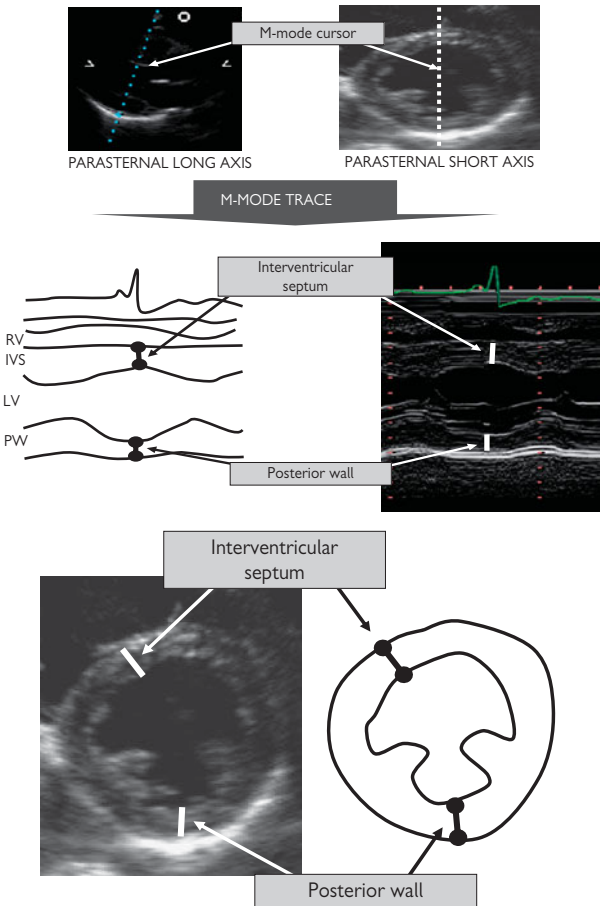 M-mode cursor
PARASTERNAL LONG AXIS
PARASTERNAL SHORT AXIS
M-MODE TRACE
Interventricular
septum
RV
IVS
LV
PW
Posterior wall
Interventricular
septum
Posterior wall